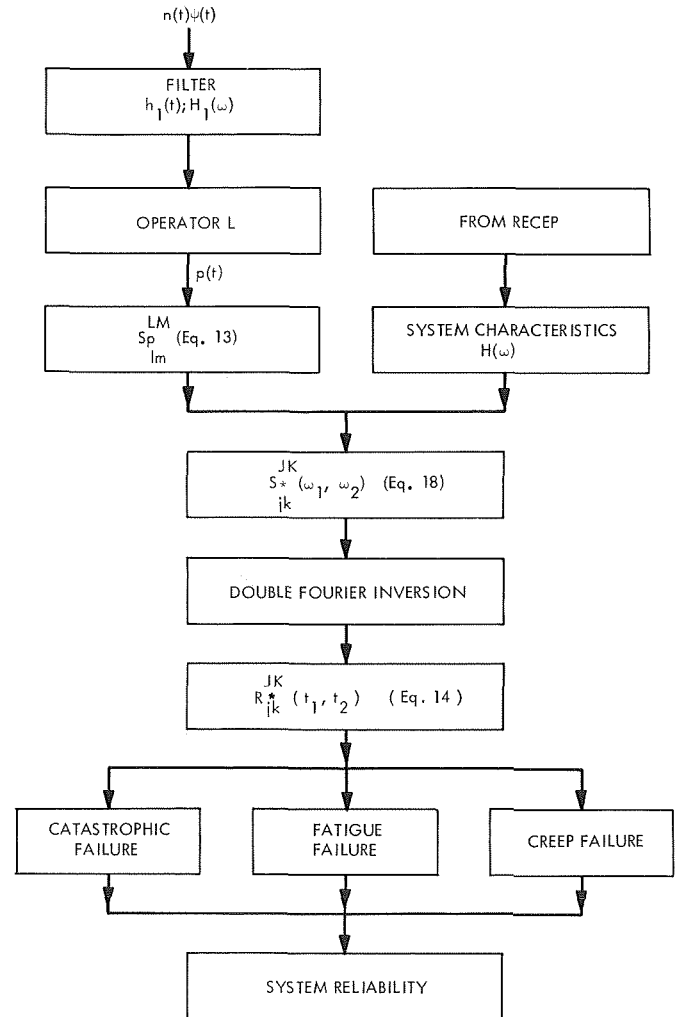 n(t)ψ(t)
FILTER
h₁(t); H₁(ω)
OPERATOR L
FROM RECEP
p(t)
LM
Sp (Eq. 13)
lm
SYSTEM CHARACTERISTICS
H(ω)
JK
S* (ω₁, ω₂) (Eq. 18)
jk
DOUBLE FOURIER INVERSION
JK
R* (t₁, t₂) (Eq. 14)
jk
CATASTROPHIC
FAILURE
FATIGUE
FAILURE
CREEP FAILURE
SYSTEM RELIABILITY